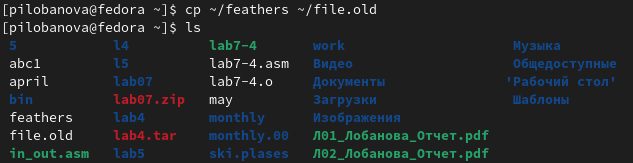 [pilobanova@fedora ~]$ cp ~/feathers ~/file.old
[pilobanova@fedora ~]$ ls
5 l4 lab7-4 work Музыка
abc1 l5 lab7-4.asm Видео Общедоступные
april lab07 lab7-4.o Документы 'Рабочий стол'
bin lab07.zip may Загрузки Шаблоны
feathers lab4 monthly Изображения
file.old lab4.tar monthly.00 Л01_Лобанова_Отчет.pdf
in_out.asm lab5 ski.plases Л02_Лобанова_Отчет.pdf